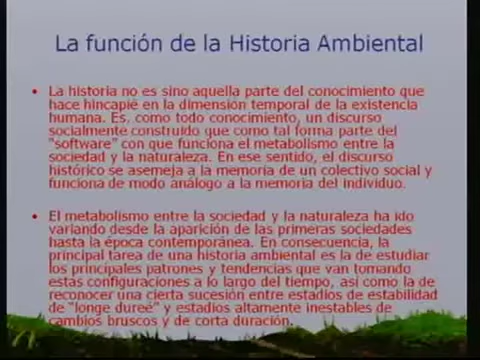 La función de la Historia Ambiental
• La historia no es sino aquella parte del conocimiento que
hace hincapié en la dimensión temporal de la existencia
humana. Es, como todo conocimiento, un discurso
socialmente construido que como tal forma parte del
"software" con que funciona el metabolismo entre la
sociedad y la naturaleza. En ese sentido, el discurso
histórico se asemeja a la memoria de un colectivo social y
funciona de modo análogo a la memoria del individuo.
• El metabolismo entre la sociedad y la naturaleza ha ido
variando desde la aparición de las primeras sociedades
hasta la época contemporánea. En consecuencia, la
principal tarea de una historia ambiental es la de estudiar
los principales patrones y tendencias que van tomando
estas configuraciones a lo largo del tiempo, así como la de
reconocer una cierta sucesión entre estadios de estabilidad
de "longe dureé" y estadios altamente inestables de
cambios bruscos y de corta duración.